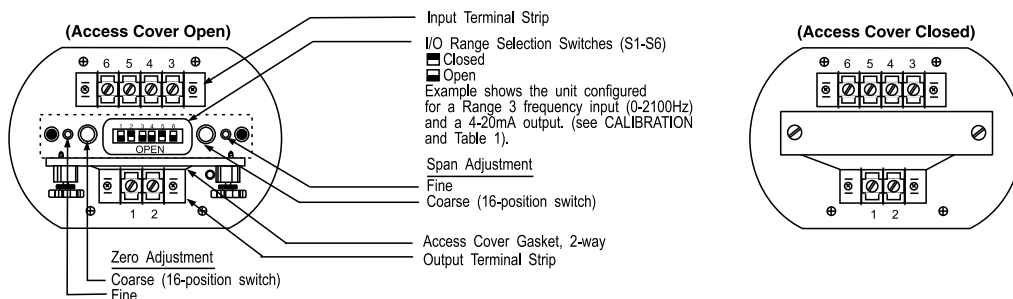 (Access Cover Open)
6 5 4 3
1 2 3 4 5 6
OPEN
1 2
Zero Adjustment
Coarse (16-position switch)
Fine
Input Terminal Strip
I/O Range Selection Switches (S1-S6)
Closed
Open
Example shows the unit configured
for a Range 3 frequency input (0-2100Hz)
and a 4-20mA output. (see CALIBRATION
and Table 1).
Span Adjustment
Fine
Coarse (16-position switch)
Access Cover Gasket, 2-way
Output Terminal Strip
(Access Cover Closed)
6 5 4 3
1 2